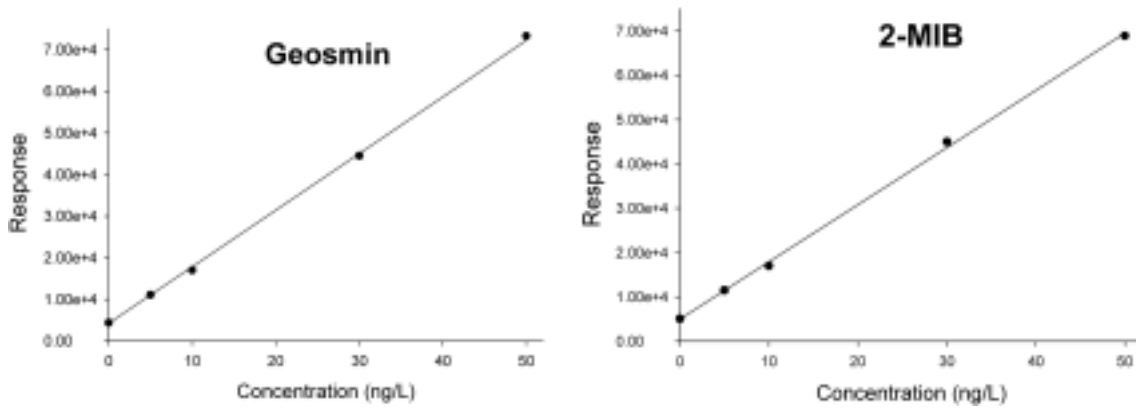 Geosmin
7.00e+4
6.00e+4
5.00e+4
4.00e+4
3.00e+4
2.00e+4
1.00e+4
0.00
Response
0 10 20 30 40 50
Concentration (ng/L)
2-MIB
7.00e+4
6.00e+4
5.00e+4
4.00e+4
3.00e+4
2.00e+4
1.00e+4
0.00
Response
0 10 20 30 40 50
Concentration (ng/L)